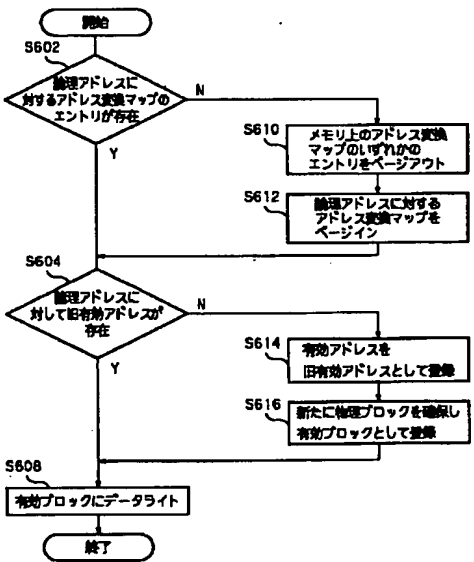 開始
S602
論理アドレスに
対するアドレス変換マップの
エントリが存在
N
Y
S610
メモリ上のアドレス変換
マップのいずれかの
エントリをページアウト
S612
論理アドレスに対する
アドレス変換マップを
ページイン
S604
論理アドレスに
対して旧有効アドレスが
存在
N
Y
S614
有効アドレスを
旧有効アドレスとして登録
S616
新たに物理ブロックを確保し
有効ブロックとして登録
S608
有効ブロックにデータライト
終了